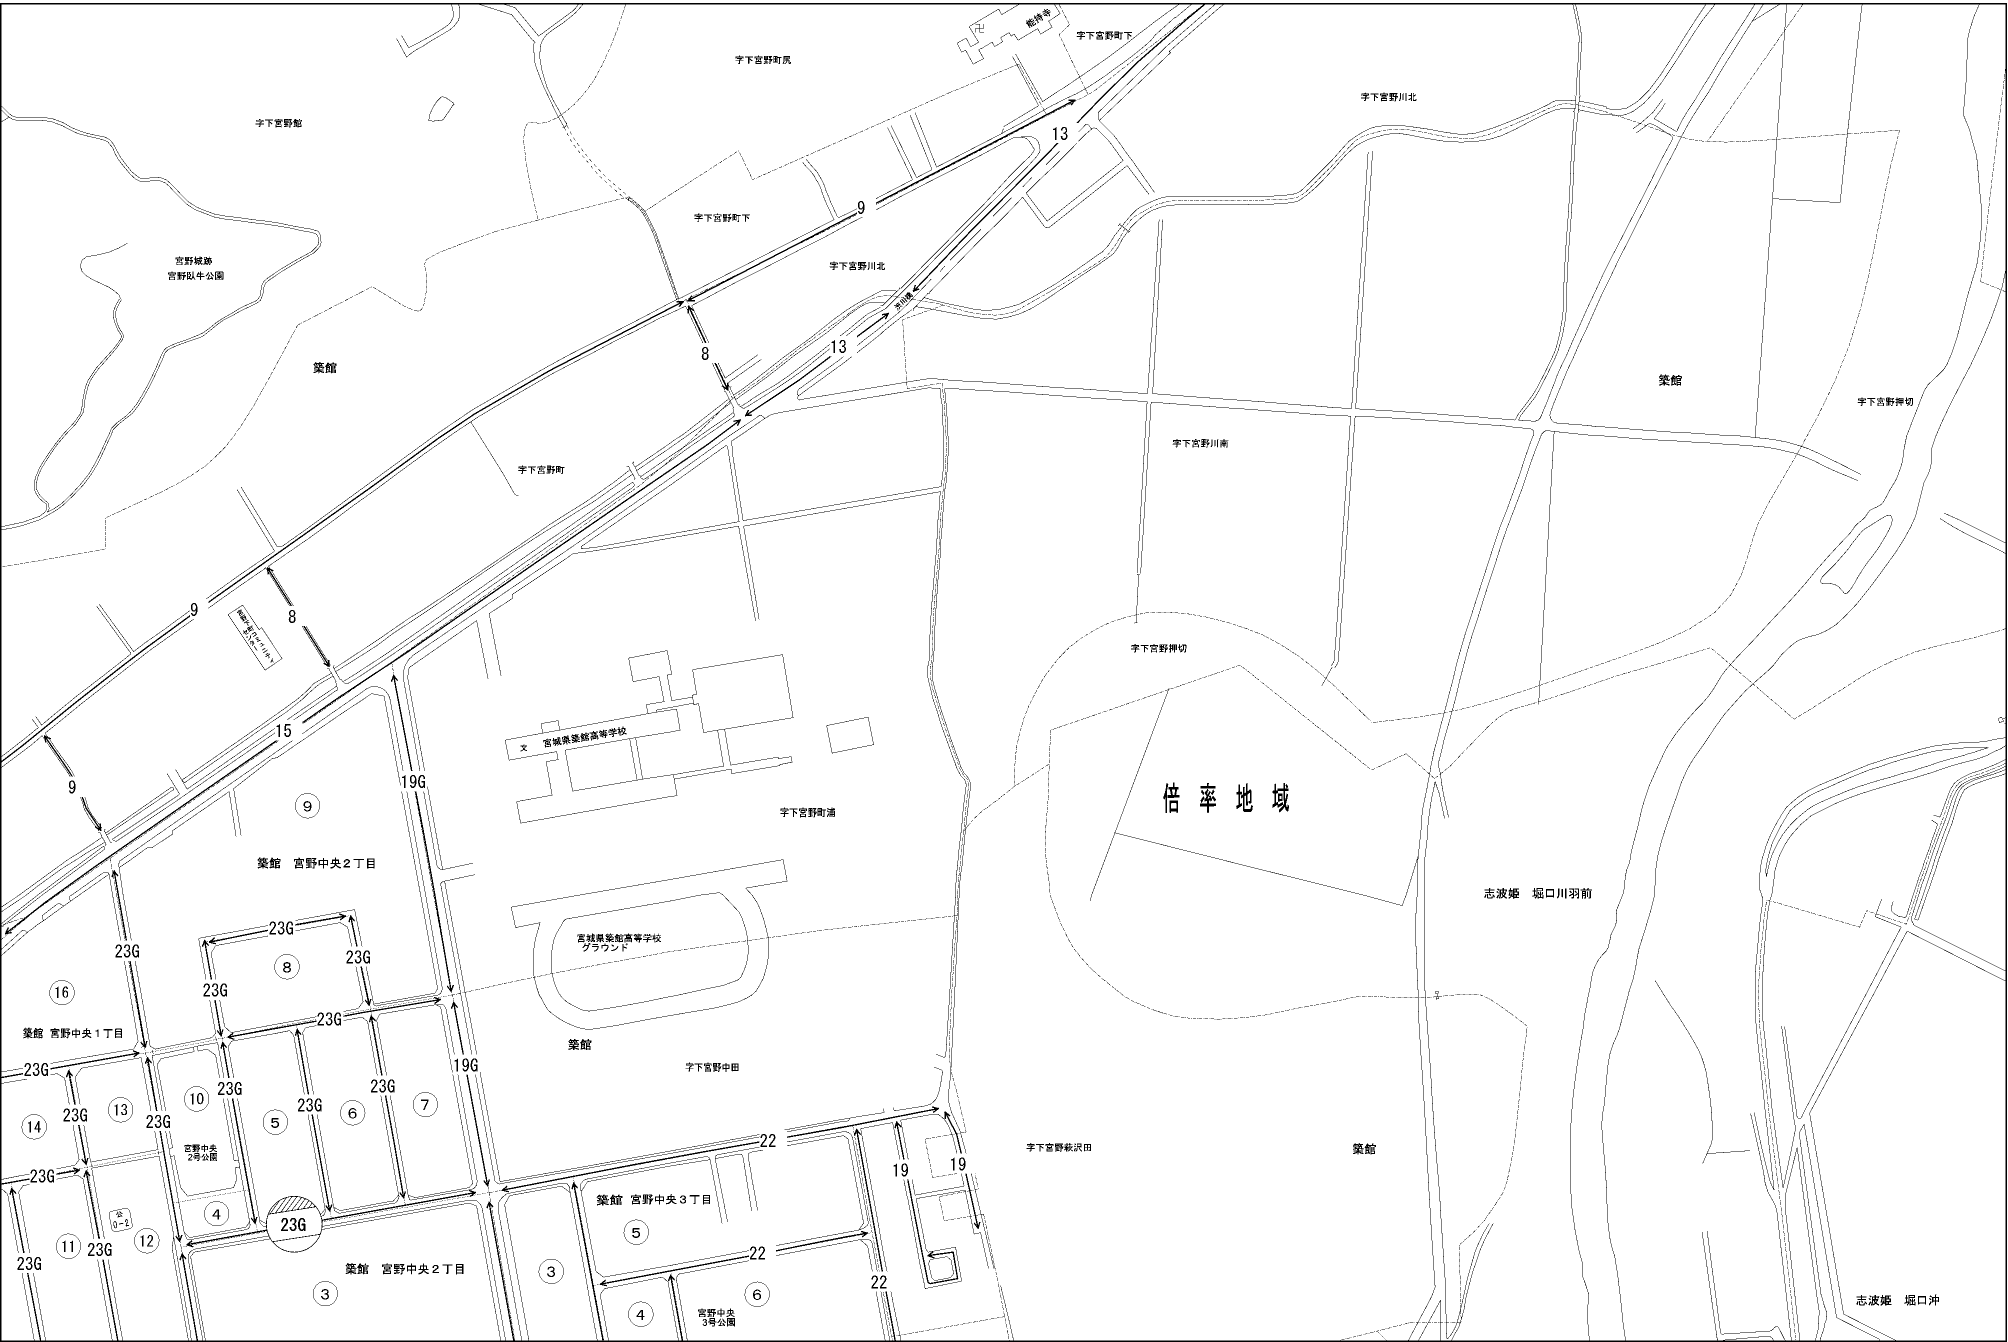 能持寺
字下宮野町下
字下宮野町尻
字下宮野川北
字下宮野館
13
9
字下宮野町下
宮野城跡
宮野臥牛公園
字下宮野川北
8
13
築館
築館
字下宮野押切
字下宮野川南
字下宮野町
9
8
字下宮野押切
15
文 宮城県築館高等学校
9
19G
倍率地域
⑨
字下宮野町浦
築館 宮野中央2丁目
志波姫 堀口川羽前
23G
23G
宮城県築館高等学校
グラウンド
23G
⑧
23G
⑯
23G
築館 宮野中央1丁目
築館
19G
字下宮野中田
23G
23G
23G
⑩
⑦
⑬
23G
⑥
⑤
23G
23G
⑭
22
宮野中央
2号公園
字下宮野萩沢田
築館
19
19
23G
築館 宮野中央3丁目
④
公
0-2
23G
⑤
⑫
⑪
23G
22
23G
築館 宮野中央2丁目
③
22
③
⑥
④
宮野中央
3号公園
志波姫 堀口沖